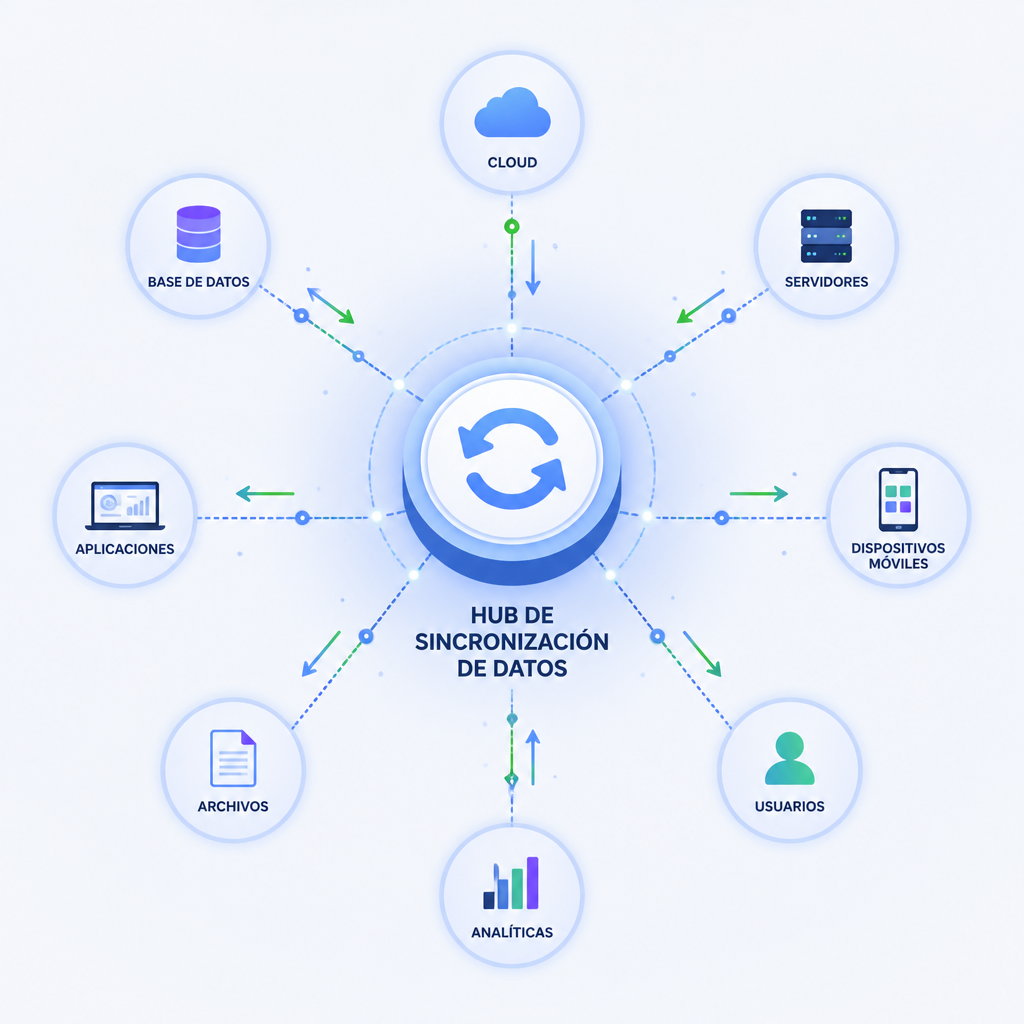 CLOUD
BASE DE DATOS
SERVIDORES
APLICACIONES
DISPOSITIVOS
MÓVILES
HUB DE
SINCRONIZACIÓN
DE DATOS
ARCHIVOS
USUARIOS
ANALÍTICAS